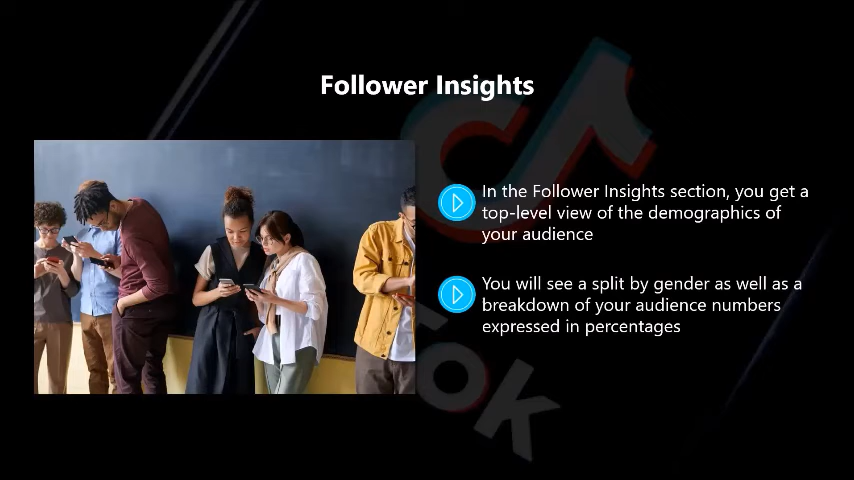 Follower Insights
In the Follower Insights section, you get a
top-level view of the demographics of
your audience
You will see a split by gender as well as a
breakdown of your audience numbers
expressed in percentages